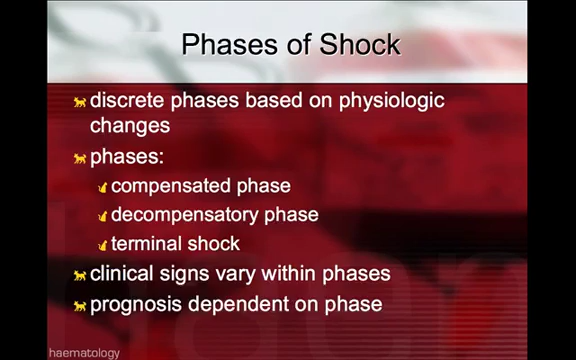 Phases of Shock
discrete phases based on physiologic
changes
phases:
compensated phase
decompensatory phase
terminal shock
clinical signs vary within phases
prognosis dependent on phase
haematology